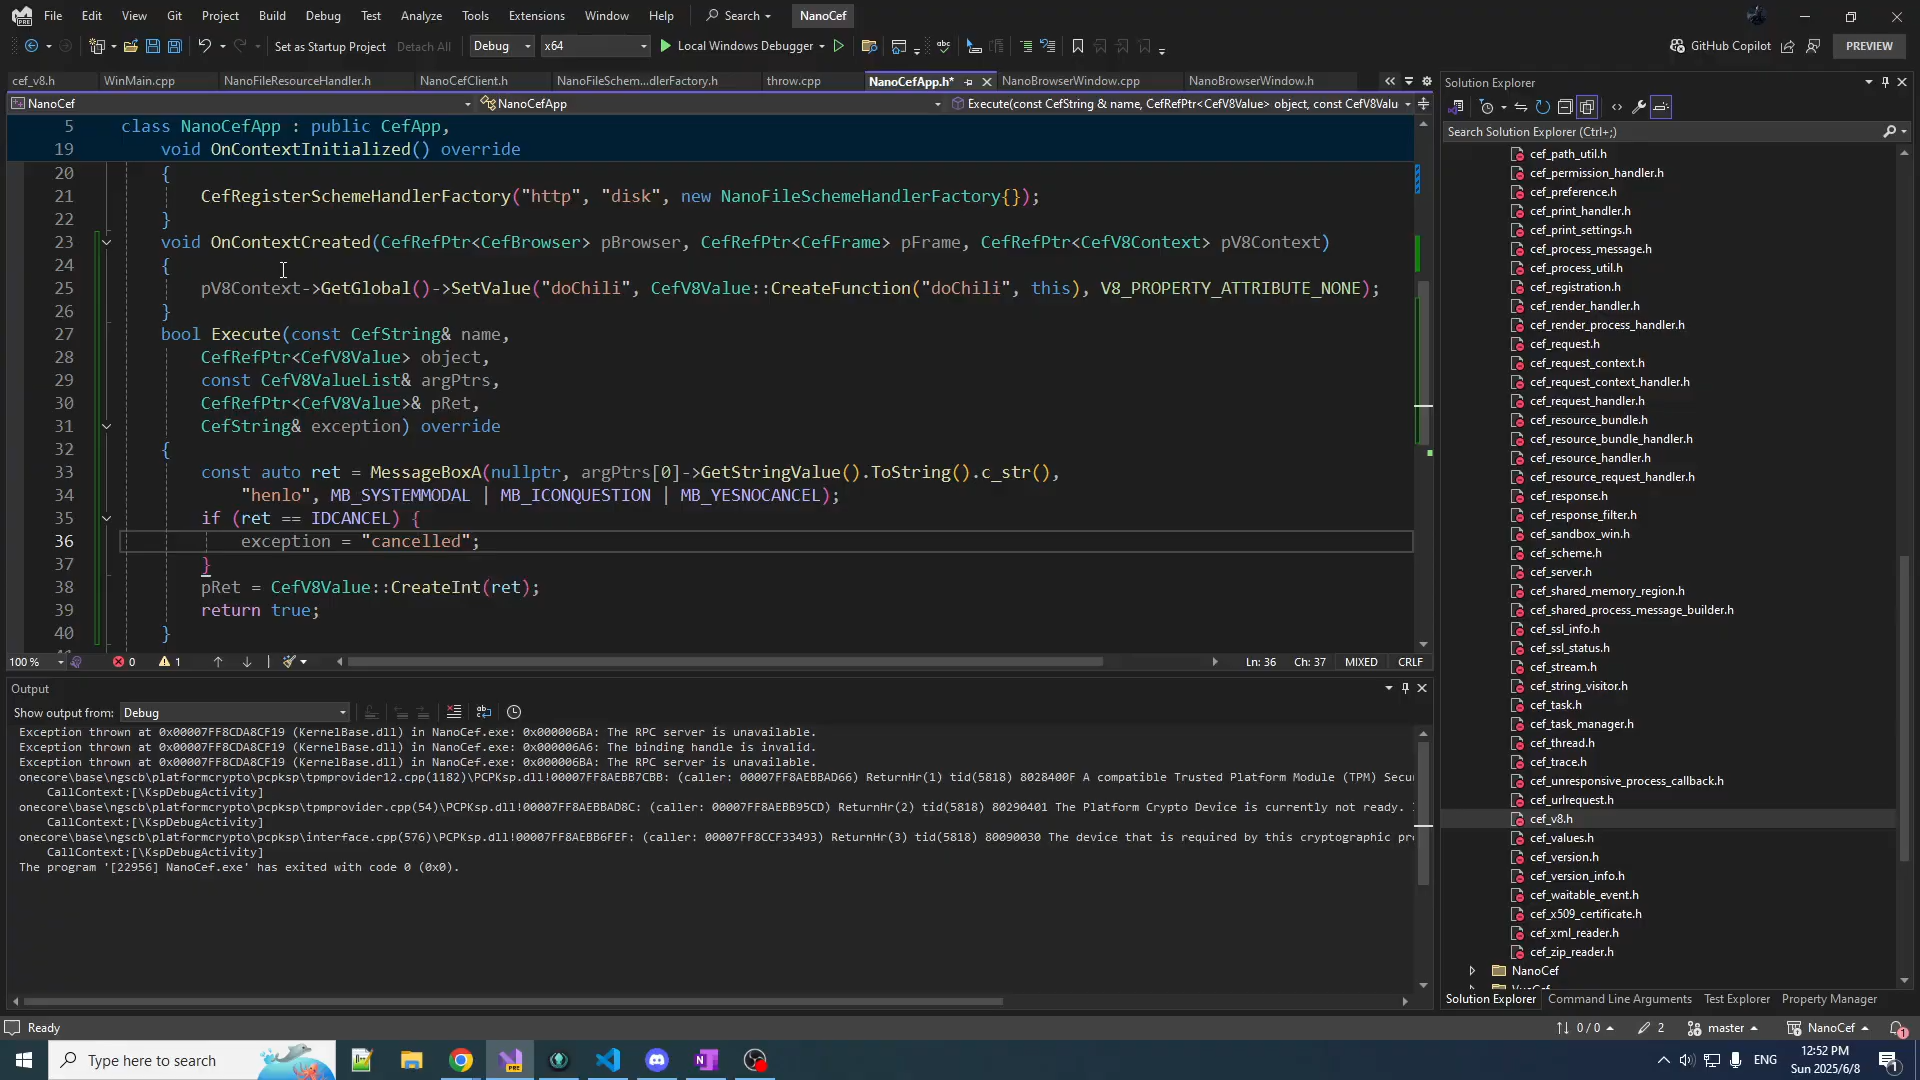 File Edit View Git Project Build Debug Test Analyze Tools Extensions Window Help Search NanoCef
Set as Startup Project Detach All Debug x64 Local Windows Debugger GitHub Copilot PREVIEW
cef_v8.h WinMain.cpp NanoFileResourceHandler.h NanoCefClient.h NanoFileSchem...dlerFactory.h throw.cpp NanoCefApp.h* NanoBrowserWindow.cpp NanoBrowserWindow.h
NanoCef NanoCefApp Execute(const CefString & name, CefRefPtr<CefV8Value> object, const CefV8Valu
5 class NanoCefApp : public CefApp,
19 void OnContextInitialized() override
20 {
21 CefRegisterSchemeHandlerFactory("http", "disk", new NanoFileSchemeHandlerFactory{});
22 }
23 void OnContextCreated(CefRefPtr<CefBrowser> pBrowser, CefRefPtr<CefFrame> pFrame, CefRefPtr<CefV8Context> pV8Context)
24 {
25 pV8Context->GetGlobal()->SetValue("doChili", CefV8Value::CreateFunction("doChili", this), V8_PROPERTY_ATTRIBUTE_NONE);
26 }
27 bool Execute(const CefString& name,
28 CefRefPtr<CefV8Value> object,
29 const CefV8ValueList& argPtrs,
30 CefRefPtr<CefV8Value>& pRet,
31 CefString& exception) override
32 {
33 const auto ret = MessageBoxA(nullptr, argPtrs[0]->GetStringValue().ToString().c_str(),
34 "henlo", MB_SYSTEMMODAL | MB_ICONQUESTION | MB_YESNOCANCEL);
35 if (ret == IDCANCEL) {
36 exception = "cancelled";
37 }
38 pRet = CefV8Value::CreateInt(ret);
39 return true;
40 }
100 % 0 1 Ln: 36 Ch: 37 MIXED CRLF
Output
Show output from: Debug
Exception thrown at 0x00007FF8CDA8CF19 (KernelBase.dll) in NanoCef.exe: 0x000006BA: The RPC server is unavailable.
Exception thrown at 0x00007FF8CDA8CF19 (KernelBase.dll) in NanoCef.exe: 0x000006A6: The binding handle is invalid.
Exception thrown at 0x00007FF8CDA8CF19 (KernelBase.dll) in NanoCef.exe: 0x000006BA: The RPC server is unavailable.
onecore\base\ngscb\platformcrypto\pcpksp\tpmprovider12.cpp(1182)\PCPKsp.dll!00007FF8AEBB7CBB: (caller: 00007FF8AEBBAD66) ReturnHr(1) tid(5818) 8028400F A compatible Trusted Platform Module (TPM) Secu
CallContext:[\KspDebugActivity]
onecore\base\ngscb\platformcrypto\pcpksp\tpmprovider.cpp(54)\PCPKsp.dll!00007FF8AEBBAD8C: (caller: 00007FF8AEBB95CD) ReturnHr(2) tid(5818) 80290401 The Platform Crypto Device is currently not ready.
CallContext:[\KspDebugActivity]
onecore\base\ngscb\platformcrypto\pcpksp\interface.cpp(576)\PCPKsp.dll!00007FF8AEBB6FEF: (caller: 00007FF8CCF33493) ReturnHr(3) tid(5818) 80090030 The device that is required by this cryptographic pr
CallContext:[\KspDebugActivity]
The program '[22956] NanoCef.exe' has exited with code 0 (0x0).
Solution Explorer
Search Solution Explorer (Ctrl+;)
cef_path_util.h
cef_permission_handler.h
cef_preference.h
cef_print_handler.h
cef_print_settings.h
cef_process_message.h
cef_process_util.h
cef_registration.h
cef_render_handler.h
cef_render_process_handler.h
cef_request.h
cef_request_context.h
cef_request_context_handler.h
cef_request_handler.h
cef_resource_bundle.h
cef_resource_bundle_handler.h
cef_resource_handler.h
cef_resource_request_handler.h
cef_response.h
cef_response_filter.h
cef_sandbox_win.h
cef_scheme.h
cef_server.h
cef_shared_memory_region.h
cef_shared_process_message_builder.h
cef_ssl_info.h
cef_ssl_status.h
cef_stream.h
cef_string_visitor.h
cef_task.h
cef_task_manager.h
cef_thread.h
cef_trace.h
cef_unresponsive_process_callback.h
cef_urlrequest.h
cef_v8.h
cef_values.h
cef_version.h
cef_version_info.h
cef_waitable_event.h
cef_x509_certificate.h
cef_xml_reader.h
cef_zip_reader.h
NanoCef
Solution Explorer Command Line Arguments Test Explorer Property Manager
Ready 0 / 0 2 master NanoCef 1
Type here to search ENG 12:52 PM
Sun 2025/6/8 1